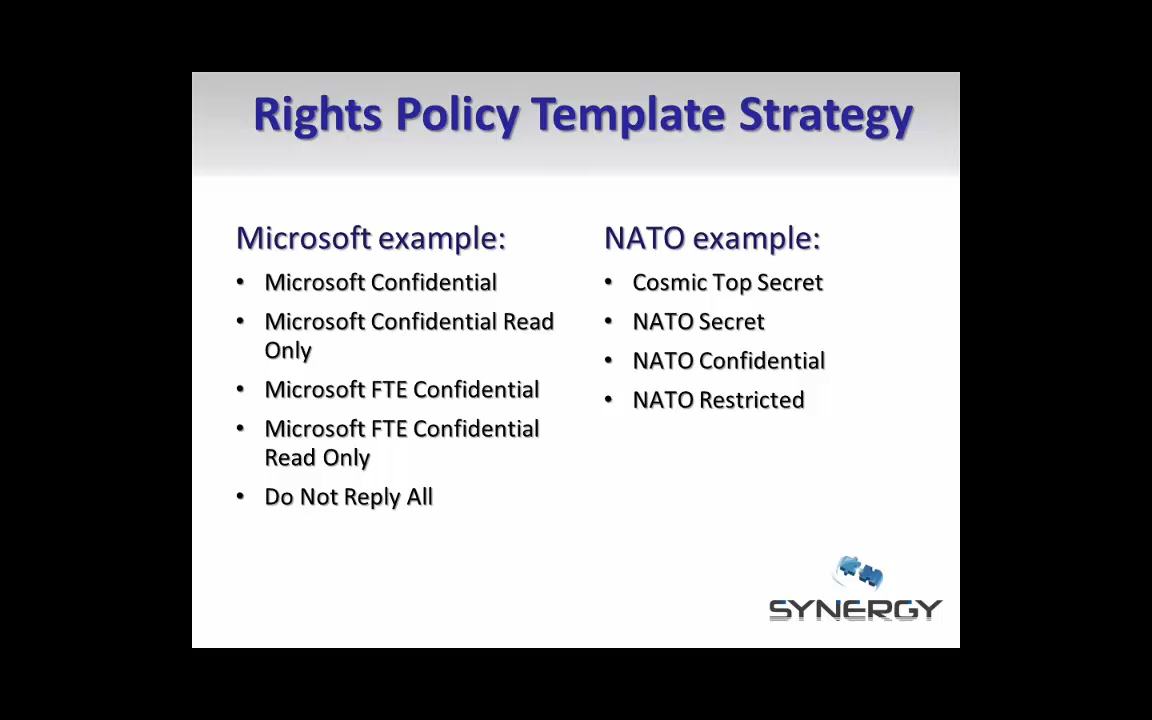 Rights Policy Template Strategy
Microsoft example:
• Microsoft Confidential
• Microsoft Confidential Read
Only
• Microsoft FTE Confidential
• Microsoft FTE Confidential
Read Only
• Do Not Reply All
NATO example:
• Cosmic Top Secret
• NATO Secret
• NATO Confidential
• NATO Restricted
SYNERGY